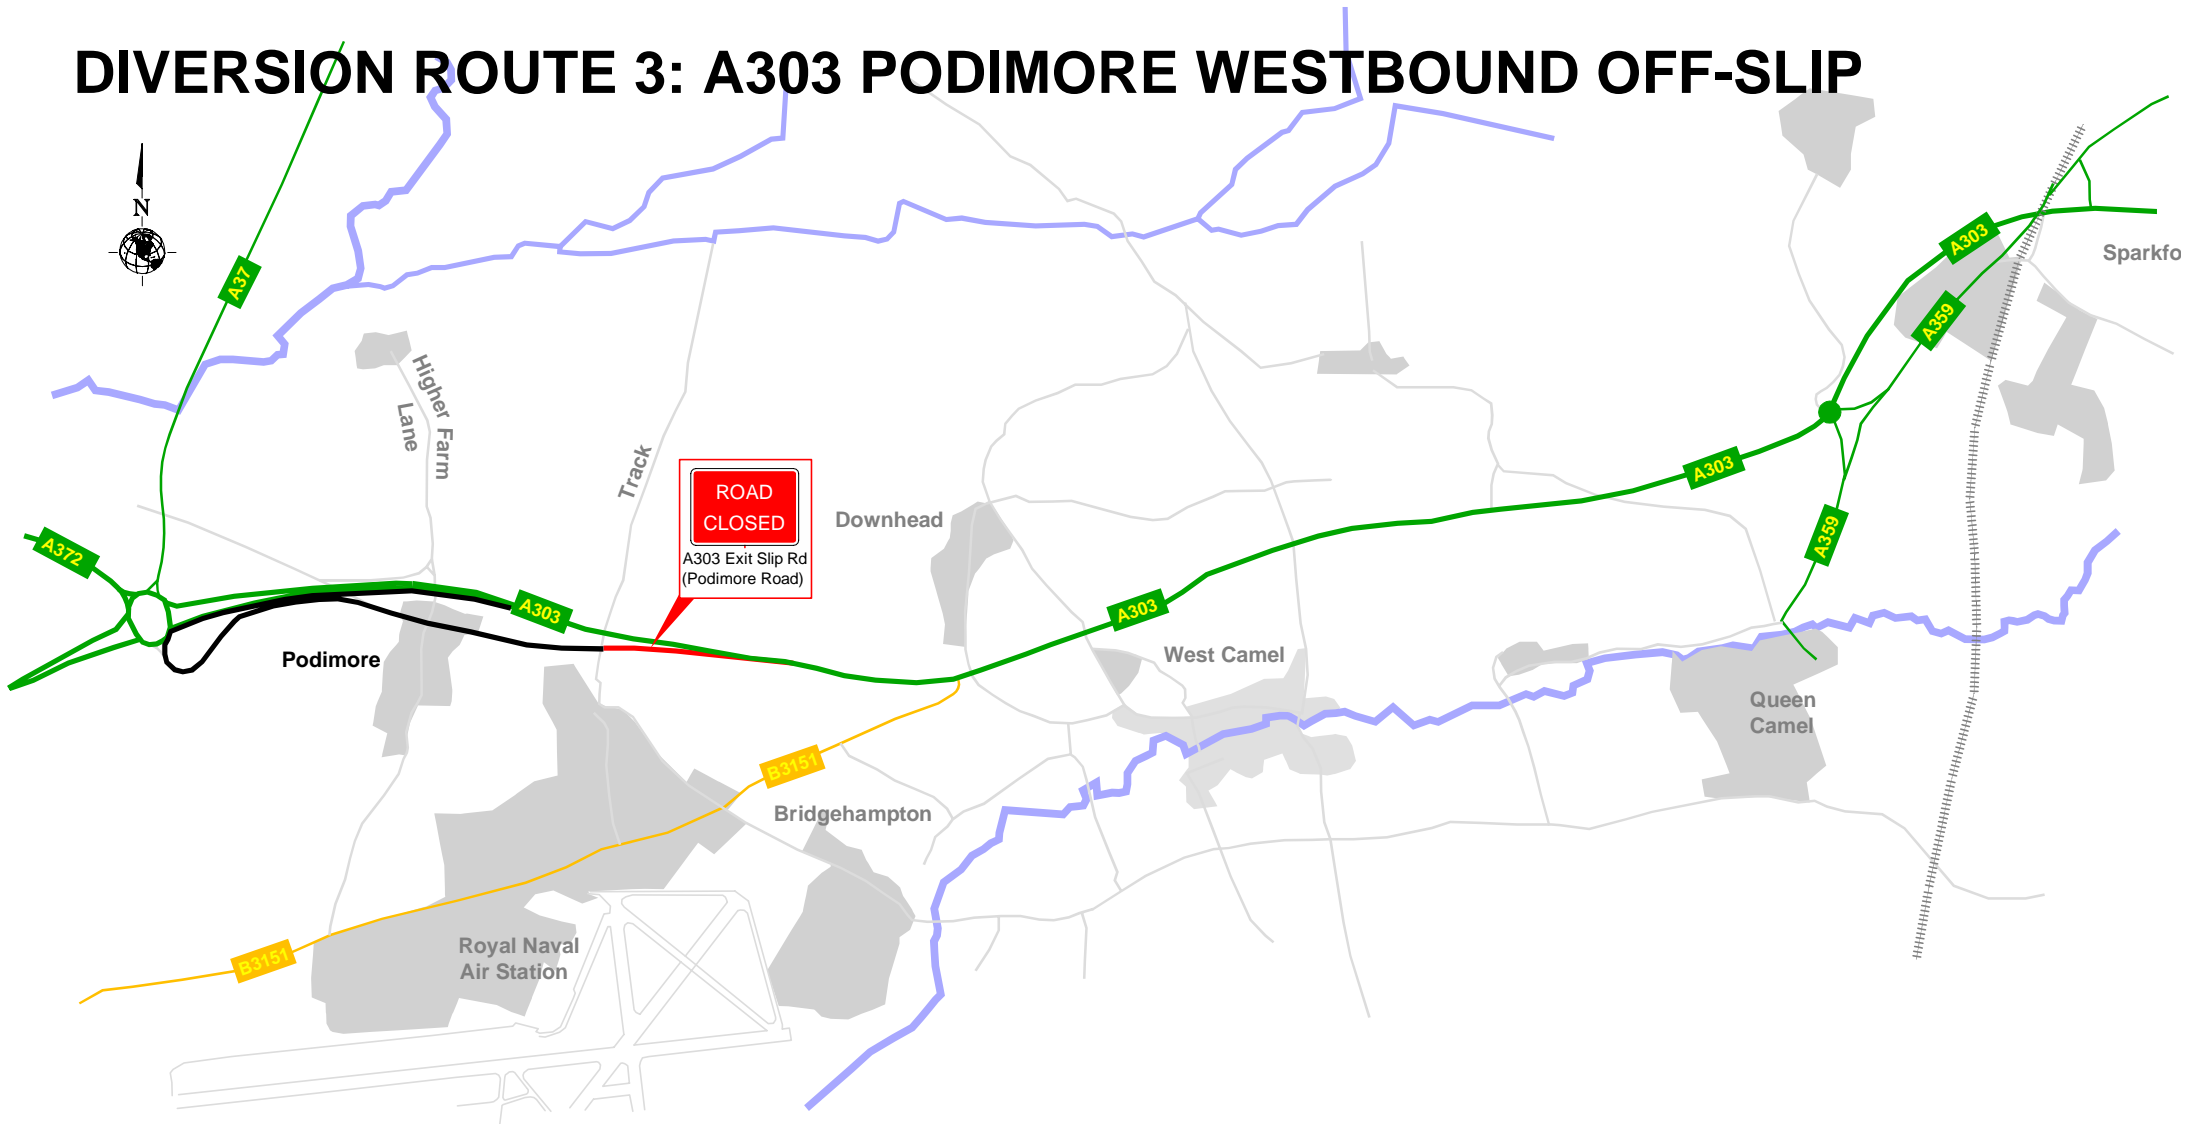 DIVERSION ROUTE 3: A303 PODIMORE WESTBOUND OFF-SLIP
N
A37
A303
Sparkfo
A359
Higher Farm
Lane
Track
ROAD
CLOSED
A303 Exit Slip Rd
(Podimore Road)
Downhead
A303
A372
A359
A303
A303
Podimore
West Camel
Queen
Camel
B3151
Bridgehampton
Royal Naval
Air Station
B3151